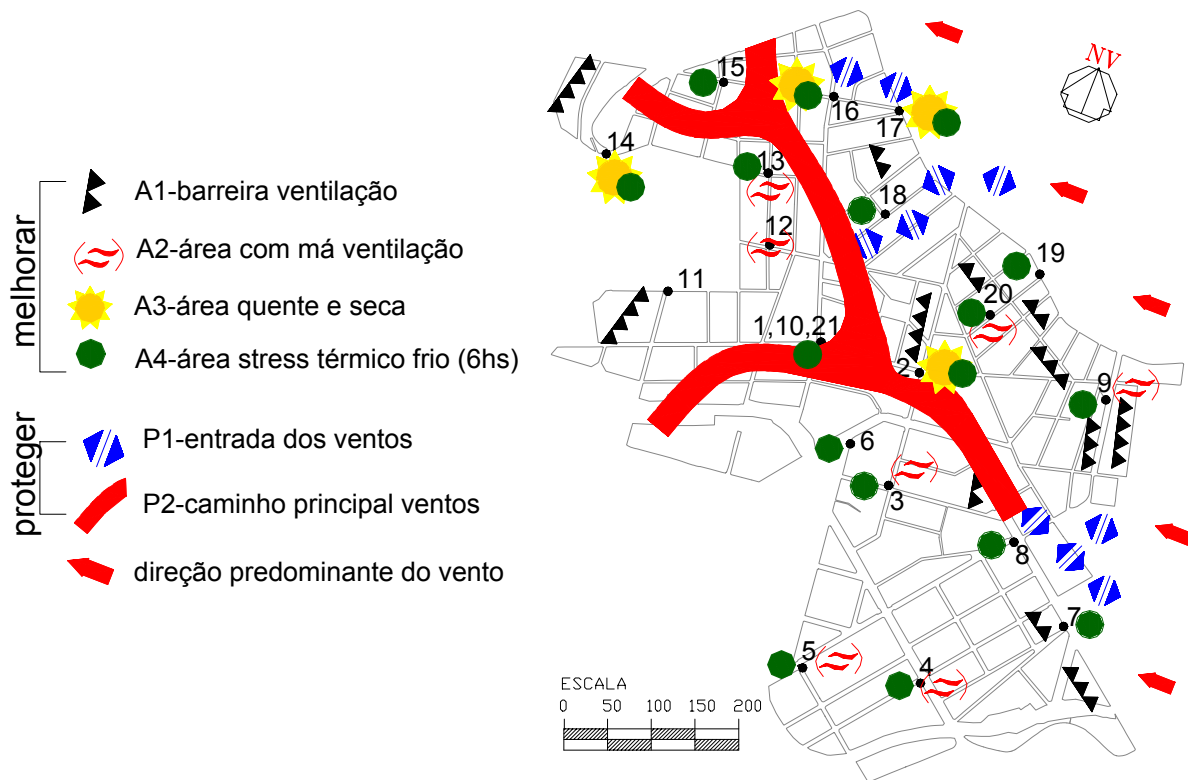 melhorar
A1-barreira ventilação
A2-área com má ventilação
A3-área quente e seca
A4-área stress térmico frio (6hs)
proteger
P1-entrada dos ventos
P2-caminho principal ventos
direção predominante do vento
NV
15
16
17
14
13
18
12
19
11
20
1,10,21
2
9
6
3
8
7
5
4
ESCALA
0 50 100 150 200